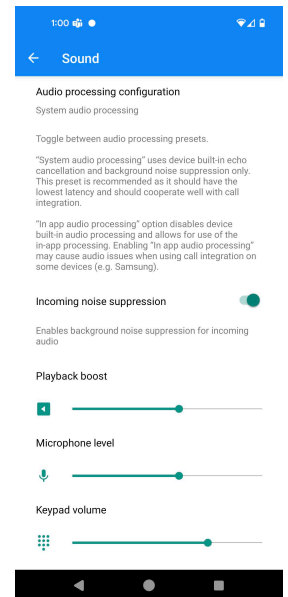 1:00
Sound
Audio processing configuration
System audio processing
Toggle between audio processing presets.
"System audio processing" uses device built-in echo
cancellation and background noise suppression only.
This preset is recommended as it should have the
lowest latency and should cooperate well with call
integration.
"In app audio processing" option disables device
built-in audio processing and allows for use of the
in-app processing. Enabling "In app audio processing"
may cause audio issues when using call integration on
some devices (e.g. Samsung).
Incoming noise suppression
Enables background noise suppression for incoming
audio
Playback boost
Microphone level
Keypad volume